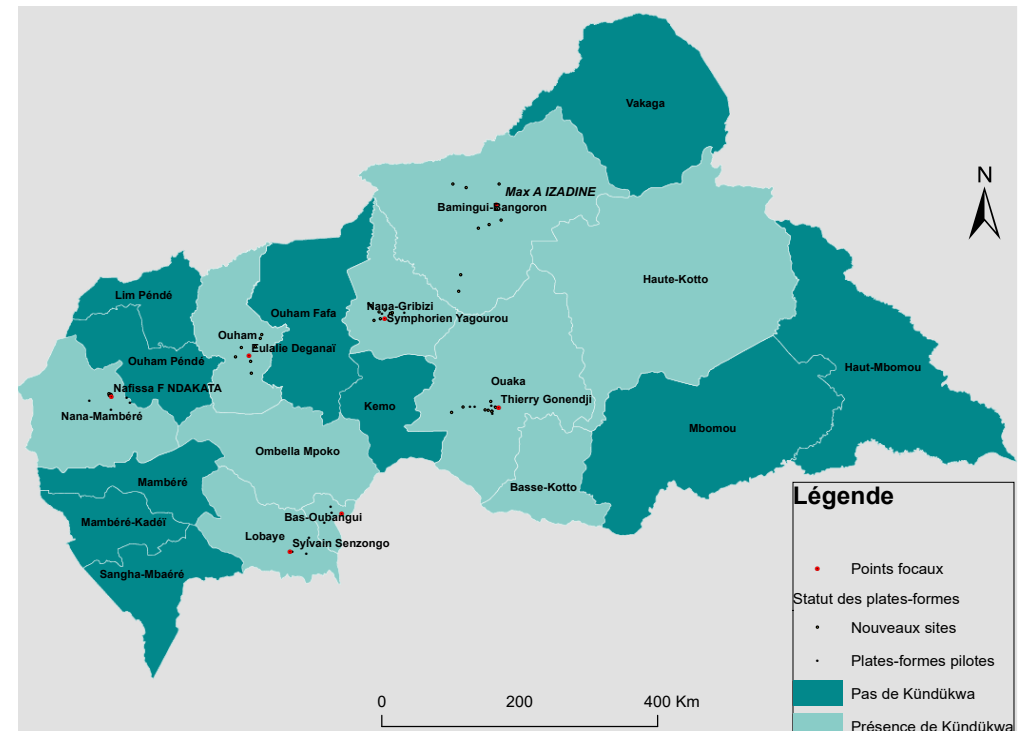 Vakaga
N
Max A IZADINE
Bamingui-Bangoron
Haute-Kotto
Lim Péndé
Ouham Fafa
Nana-Gribizi
Symphorien Yagourou
Ouham
Eulalie Deganaï
Ouham Péndé
Haut-Mbomou
Nafissa F NDAKATA
Nana-Mambéré
Ouaka
Thierry Gonendji
Kemo
Mbomou
Ombella Mpoko
Mambéré
Basse-Kotto
Mambéré-Kadéï
Bas-Oubangui
Lobaye
Sylvain Senzongo
Sangha-Mbaéré
Légende
Points focaux
Statut des plates-formes
Nouveaux sites
Plates-formes pilotes
Pas de Kündükwa
Présence de Kündükwa
0 200 400 Km